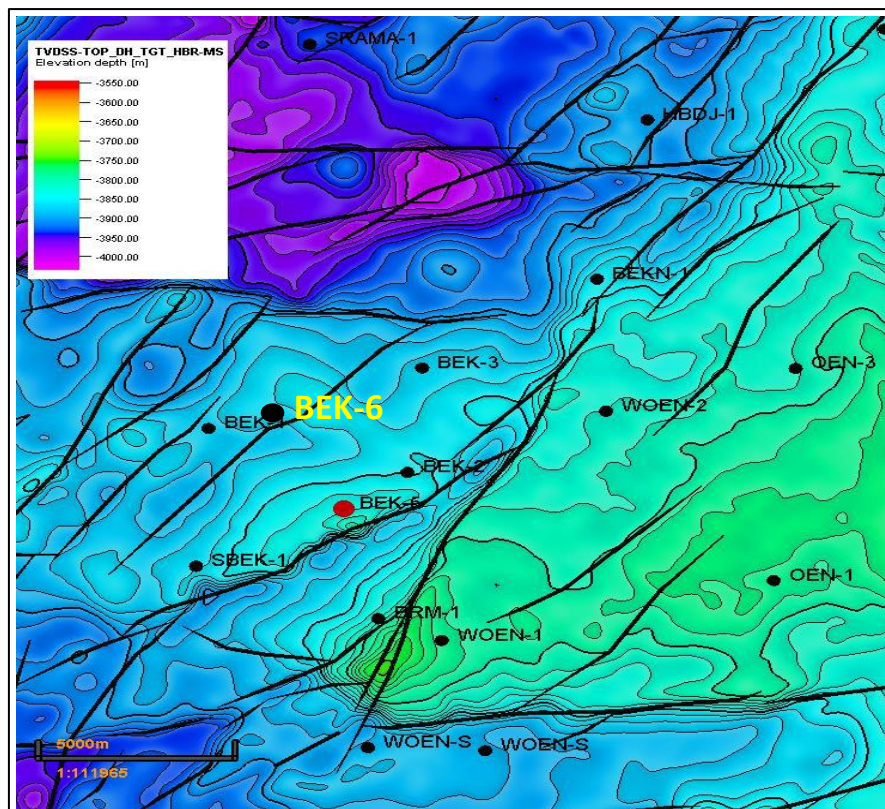 TVDSS-TOP_DH_TGT_HBR-MS
Elevation depth [m]
-3550.00
-3600.00
-3650.00
-3700.00
-3750.00
-3800.00
-3850.00
-3900.00
-3950.00
-4000.00
SRAMA-1
HBDJ-1
BEKN-1
BEK-3
OEN-3
BEK-6
WOEN-2
BEK-1
BEK-2
BEK-5
SBEK-1
OEN-1
BRM-1
WOEN-1
WOEN-S
WOEN-S
5000m
1:111965